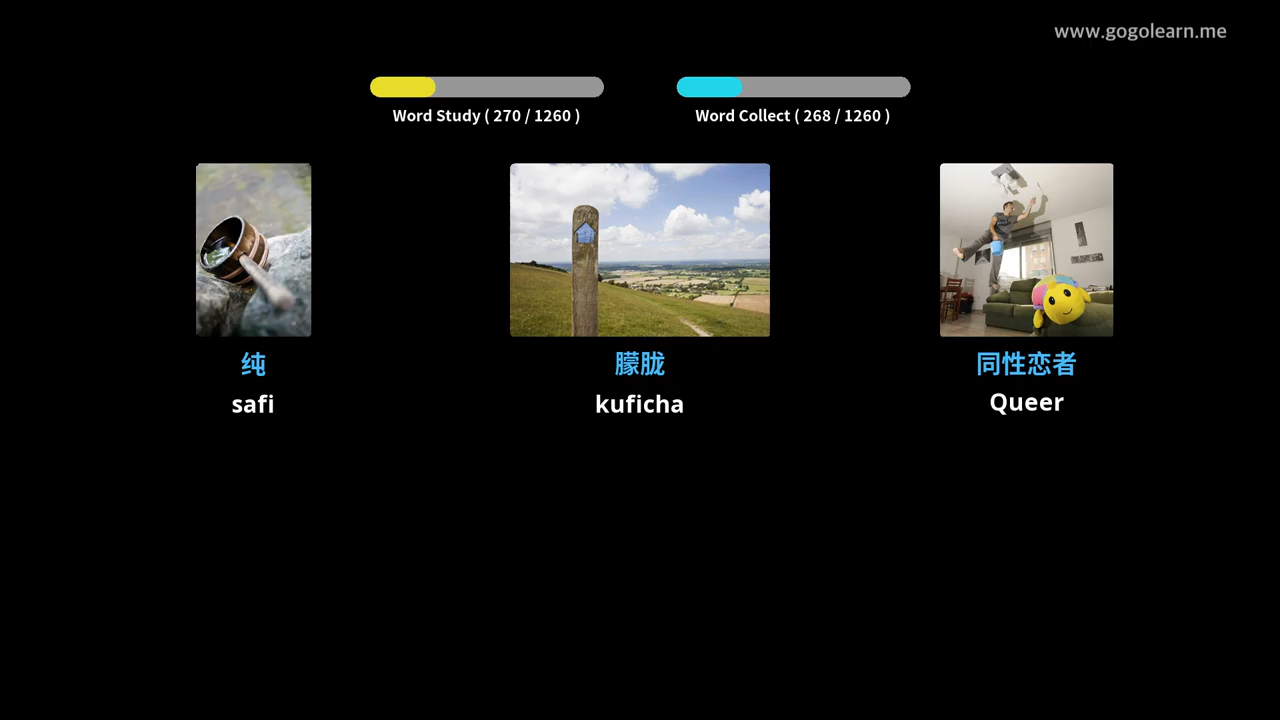 www.gogolearn.me
Word Study ( 270 / 1260 )
Word Collect ( 268 / 1260 )
纯
safi
朦胧
kuficha
同性恋者
Queer